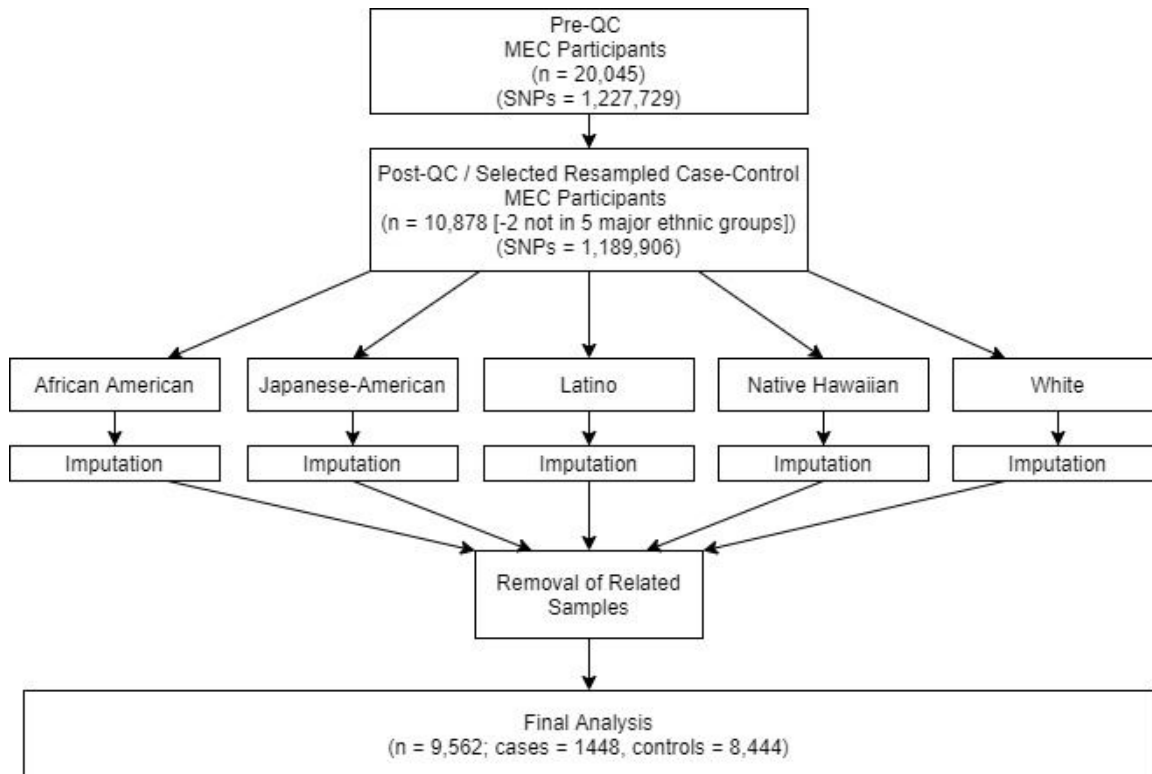 Pre-QC
MEC Participants
(n = 20,045)
(SNPs = 1,227,729)
Post-QC / Selected Resampled Case-Control
MEC Participants
(n = 10,878 [-2 not in 5 major ethnic groups])
(SNPs = 1,189,906)
African American
Japanese-American
Latino
Native Hawaiian
White
Imputation
Imputation
Imputation
Imputation
Imputation
Removal of Related
Samples
Final Analysis
(n = 9,562; cases = 1448, controls = 8,444)